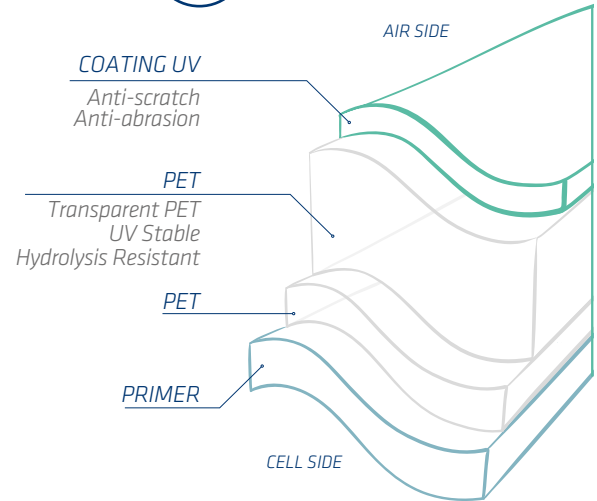 AIR SIDE
COATING UV
Anti-scratch
Anti-abrasion
PET
Transparent PET
UV Stable
Hydrolysis Resistant
PET
PRIMER
CELL SIDE